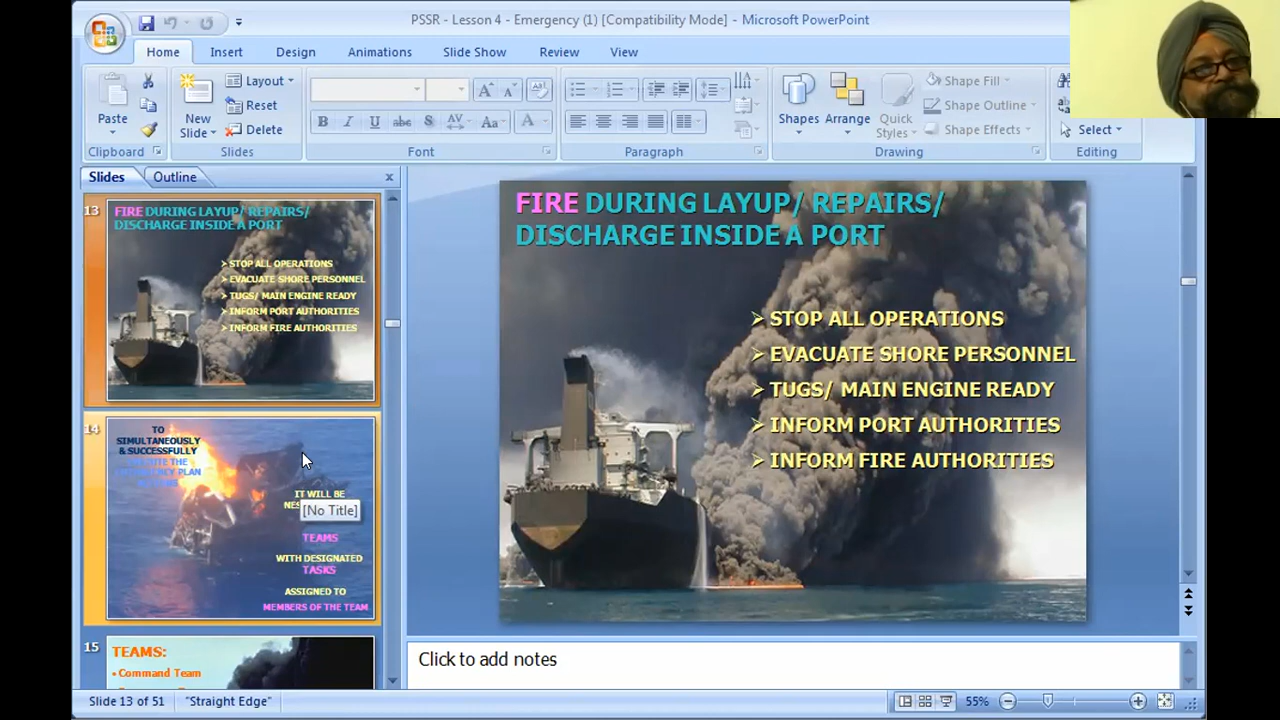 PSSR - Lesson 4 - Emergency (1) [Compatibility Mode] - Microsoft PowerPoint
Home Insert Design Animations Slide Show Review View
Paste
Clipboard
New
Slide
Layout
Reset
Delete
Slides
B I U abc S AV Aa A
Font
Paragraph
Shapes
Arrange
Quick
Styles
Shape Fill
Shape Outline
Shape Effects
Drawing
Select
Editing
Slides Outline
13
FIRE DURING LAYUP/ REPAIRS/
DISCHARGE INSIDE A PORT
STOP ALL OPERATIONS
EVACUATE SHORE PERSONNEL
TUGS/ MAIN ENGINE READY
INFORM PORT AUTHORITIES
INFORM FIRE AUTHORITIES
14
TO
SIMULTANEOUSLY
& SUCCESSFULLY
THE
PLAN
IT WILL BE
[No Title]
TEAMS
WITH DESIGNATED
TASKS
ASSIGNED TO
MEMBERS OF THE TEAM
15
TEAMS:
• Command Team
FIRE DURING LAYUP/ REPAIRS/
DISCHARGE INSIDE A PORT
➢ STOP ALL OPERATIONS
➢ EVACUATE SHORE PERSONNEL
➢ TUGS/ MAIN ENGINE READY
➢ INFORM PORT AUTHORITIES
➢ INFORM FIRE AUTHORITIES
Click to add notes
Slide 13 of 51 "Straight Edge" 55%